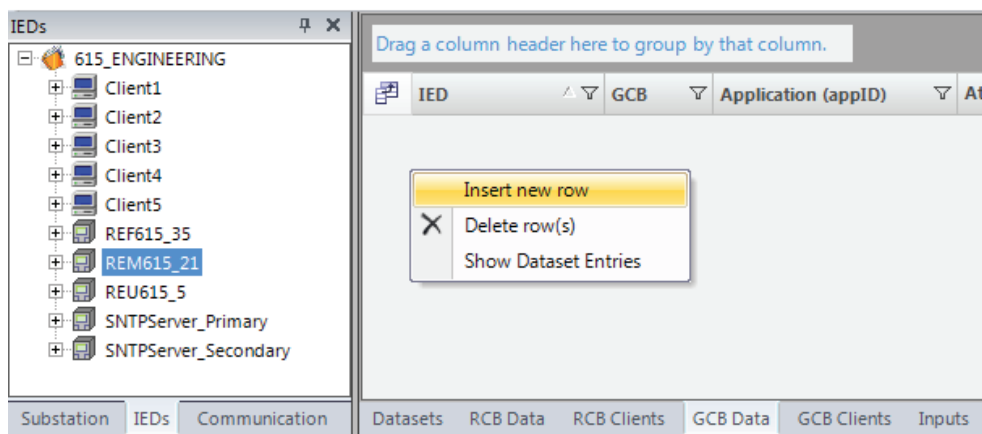 IEDs
615_ENGINEERING
Client1
Client2
Client3
Client4
Client5
REF615_35
REM615_21
REU615_5
SNTPServer_Primary
SNTPServer_Secondary
Substation IEDs Communication
Drag a column header here to group by that column.
IED GCB Application (appID) At
Insert new row
Delete row(s)
Show Dataset Entries
Datasets RCB Data RCB Clients GCB Data GCB Clients Inputs